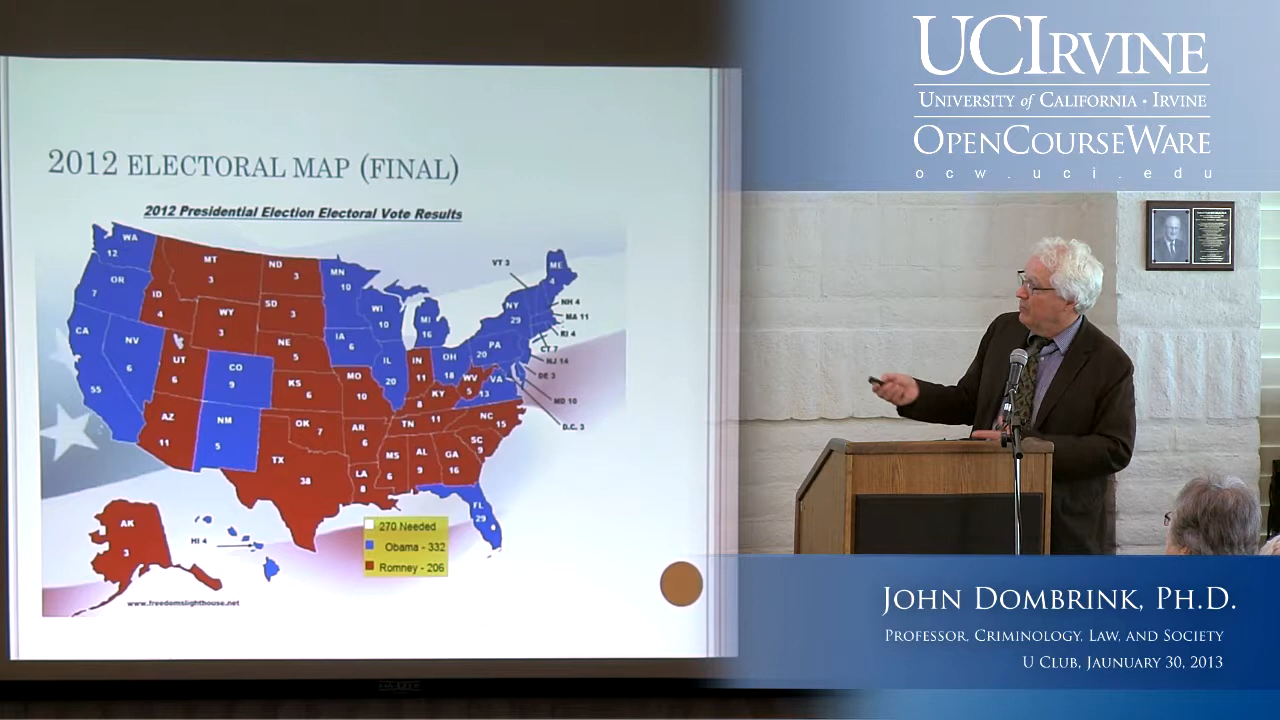 2012 ELECTORAL MAP (FINAL)
2012 Presidential Election Electoral Vote Results
WA
12
OR
7
CA
55
NV
6
ID
4
MT
3
WY
3
UT
6
AZ
11
CO
9
NM
5
ND
3
SD
3
NE
5
KS
6
OK
7
TX
38
MN
10
IA
6
MO
10
AR
6
LA
8
WI
10
IL
20
MI
16
IN
11
OH
18
KY
8
TN
11
MS
6
AL
9
GA
16
FL
29
SC
9
NC
15
VA
13
WV
5
PA
20
NY
29
VT 3
ME
4
NH 4
MA 11
RI 4
CT 7
NJ 14
DE 3
MD 10
D.C. 3
AK
3
HI 4
270 Needed
Obama - 332
Romney - 206
www.freedomslighthouse.net
UCIRVINE
UNIVERSITY of CALIFORNIA • IRVINE
OPENCOURSEWARE
ocw.uci.edu
JOHN DOMBRINK, PH.D.
PROFESSOR, CRIMINOLOGY, LAW, AND SOCIETY
U CLUB, JAUNUARY 30, 2013